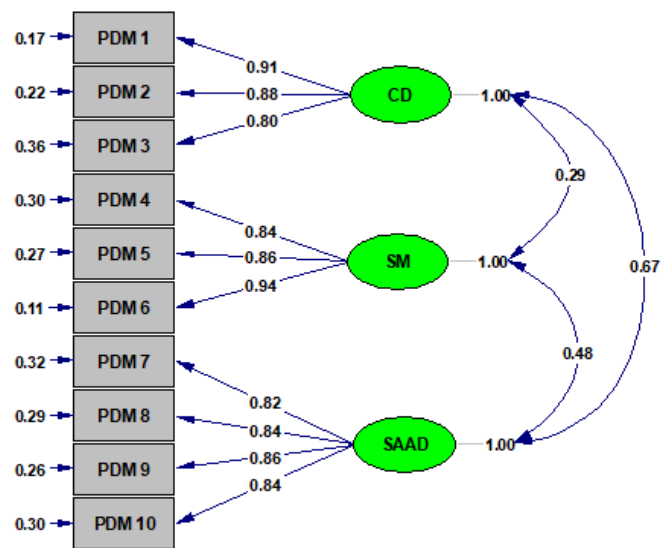 0.17 PDM 1
0.91
0.22 PDM 2
0.88
CD 1.00
0.36 PDM 3
0.80
0.29
0.30 PDM 4
0.84
0.27 PDM 5
0.86
SM 1.00
0.67
0.11 PDM 6
0.94
0.48
0.32 PDM 7
0.82
0.29 PDM 8
0.84
SAAD 1.00
0.26 PDM 9
0.86
0.30 PDM 10
0.84